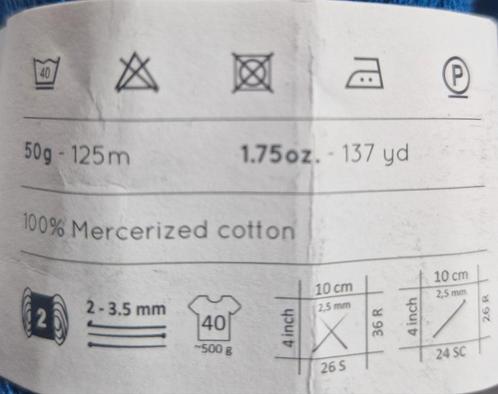 40
P
50g - 125m
1.75oz. - 137 yd
100% Mercerized cotton
2
2 - 3.5 mm
40
~500 g
10 cm
4 inch
2,5 mm
36 R
26 S
10 cm
4 inch
2,5 mm
26 R
24 SC